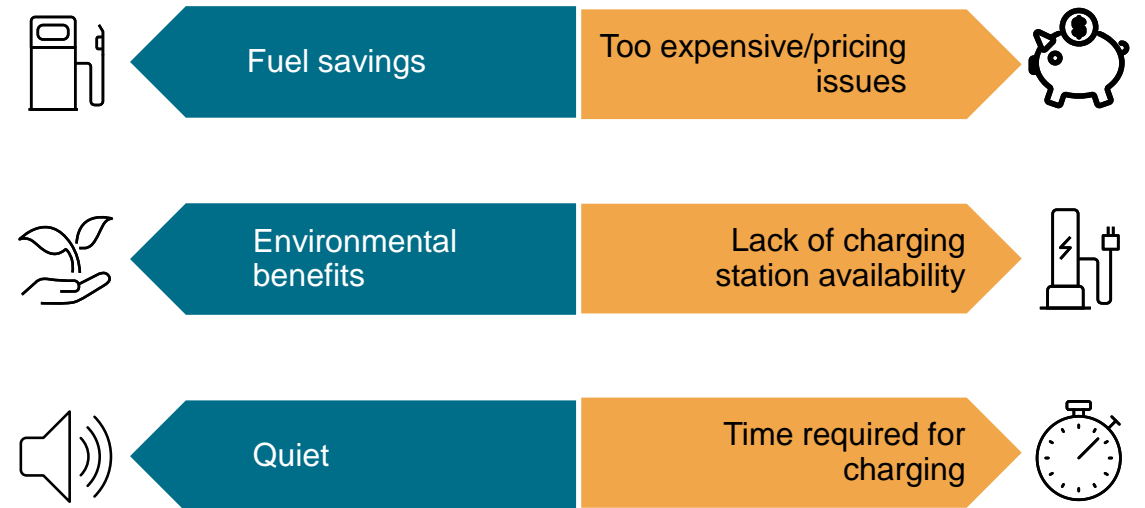 Fuel savings
Too expensive/pricing
issues
Environmental
benefits
Lack of charging
station availability
Quiet
Time required for
charging